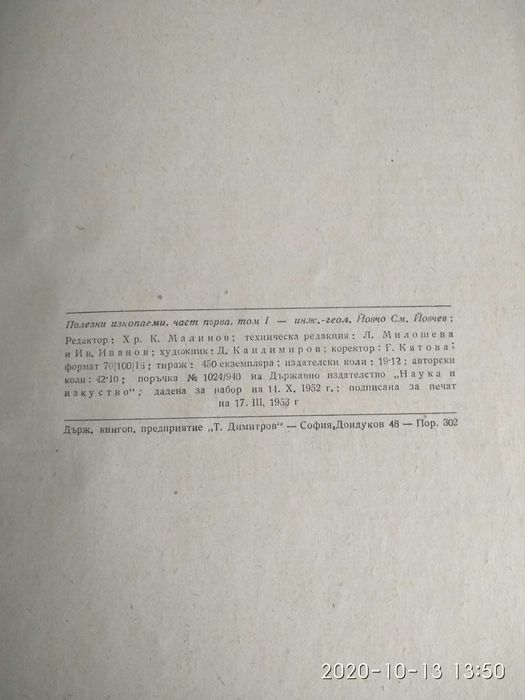 Полезни изкопаеми, част първа, том I — инж.-геол. Йовчо См. Йовчев;
Редактор: Хр. К. Малинов; техническа редакция: Л. Милошева
и Ив. Иванов; художник: Д. Кандимиров; коректор: Г. Кятова;
формат 70|100|16; тираж: 450 екземпляра; издателски коли: 19·12; авторски
коли: 42·10; поръчка № 1024/940 на Държавно издателство „Наука и
изкуство"; дадена за набор на 11. X. 1952 г.; подписана за печат
на 17. III. 1953 г
Държ. книгоп. предприятие „Т. Димитров" — София, Дондуков 48 — Пор. 302
2020-10-13 13:50